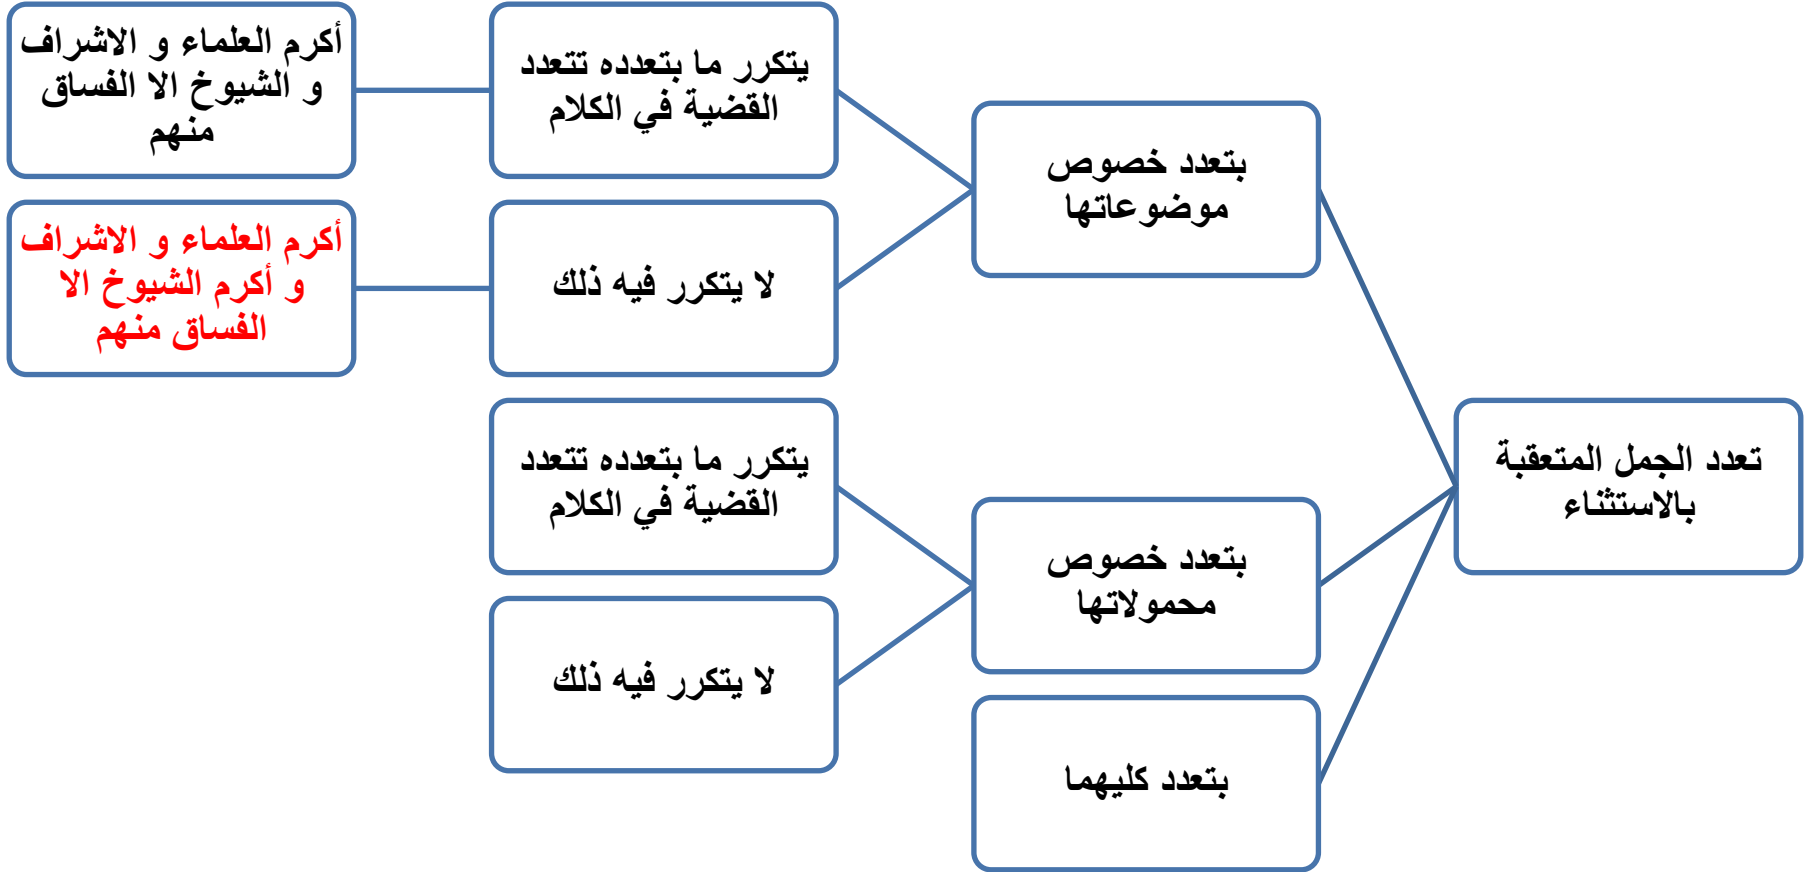 تعدد الجمل المتعقبة
بالاستثناء
بتعدد خصوص
موضوعاتها
يتكرر ما بتعدده تتعدد
القضية في الكلام
أكرم العلماء و الاشراف
و الشيوخ الا الفساق
منهم
لا يتكرر فيه ذلك
أكرم العلماء و الاشراف
و أكرم الشيوخ الا
الفساق منهم
بتعدد خصوص
محمولاتها
يتكرر ما بتعدده تتعدد
القضية في الكلام
لا يتكرر فيه ذلك
بتعدد كليهما